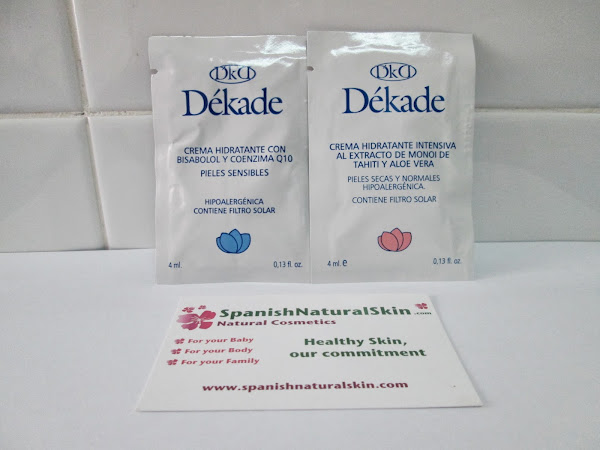 DkD
Dékade
CREMA HIDRATANTE CON
BISABOLOL Y COENZIMA Q10
PIELES SENSIBLES
HIPOALERGÉNICA
CONTIENE FILTRO SOLAR
4 ml.
0,13 fl. oz.
DkD
Dékade
CREMA HIDRATANTE INTENSIVA
AL EXTRACTO DE MONOI DE
TAHITI Y ALOE VERA
PIELES SECAS Y NORMALES
HIPOALERGÉNICA.
CONTIENE FILTRO SOLAR
4 ml. e
0,13 fl. oz.
SpanishNaturalSkin.com
Natural Cosmetics
For your Baby
For your Body
For your Family
Healthy Skin,
our commitment
www.spanishnaturalskin.com